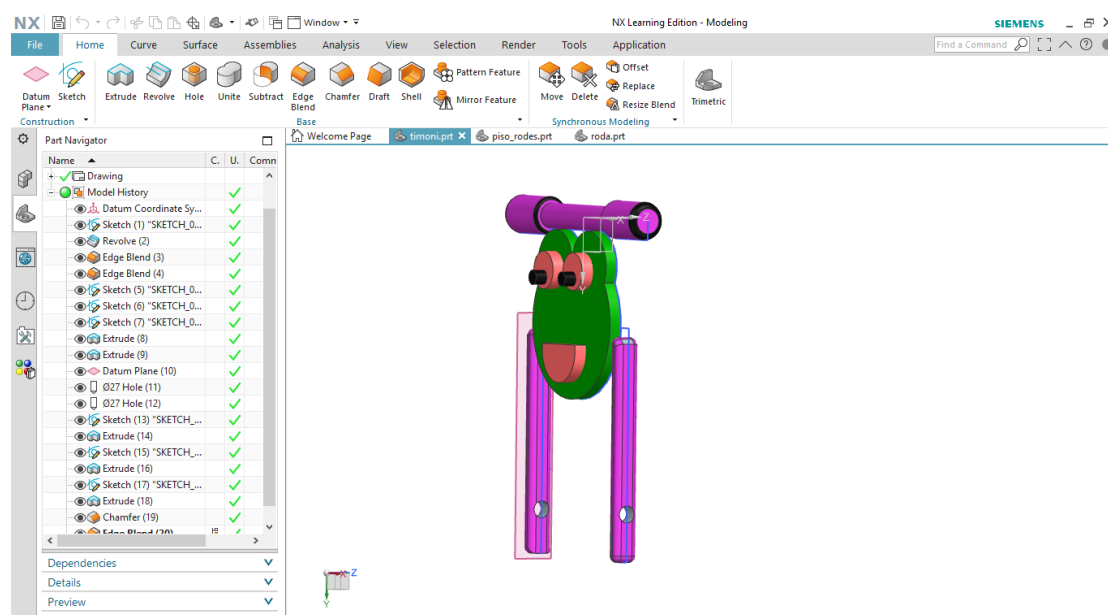 NX
Window
NX Learning Edition - Modeling
SIEMENS
File Home Curve Surface Assemblies Analysis View Selection Render Tools Application
Find a Command
Datum Plane
Sketch
Extrude
Revolve
Hole
Unite
Subtract
Edge Blend
Chamfer
Draft
Shell
Pattern Feature
Mirror Feature
Move
Delete
Offset
Replace
Resize Blend
Trimetric
Construction
Base
Synchronous Modeling
Part Navigator
Welcome Page
timoni.prt
piso_rodes.prt
roda.prt
Name C. U. Comn
Drawing
Model History
Datum Coordinate Sy...
Sketch (1) "SKETCH_0...
Revolve (2)
Edge Blend (3)
Edge Blend (4)
Sketch (5) "SKETCH_0...
Sketch (6) "SKETCH_0...
Sketch (7) "SKETCH_0...
Extrude (8)
Extrude (9)
Datum Plane (10)
Ø27 Hole (11)
Ø27 Hole (12)
Sketch (13) "SKETCH_...
Extrude (14)
Sketch (15) "SKETCH_...
Extrude (16)
Sketch (17) "SKETCH_...
Extrude (18)
Chamfer (19)
Edge Blend (20)
Dependencies
Details
Preview
X
Z
Y
X
Z
Y